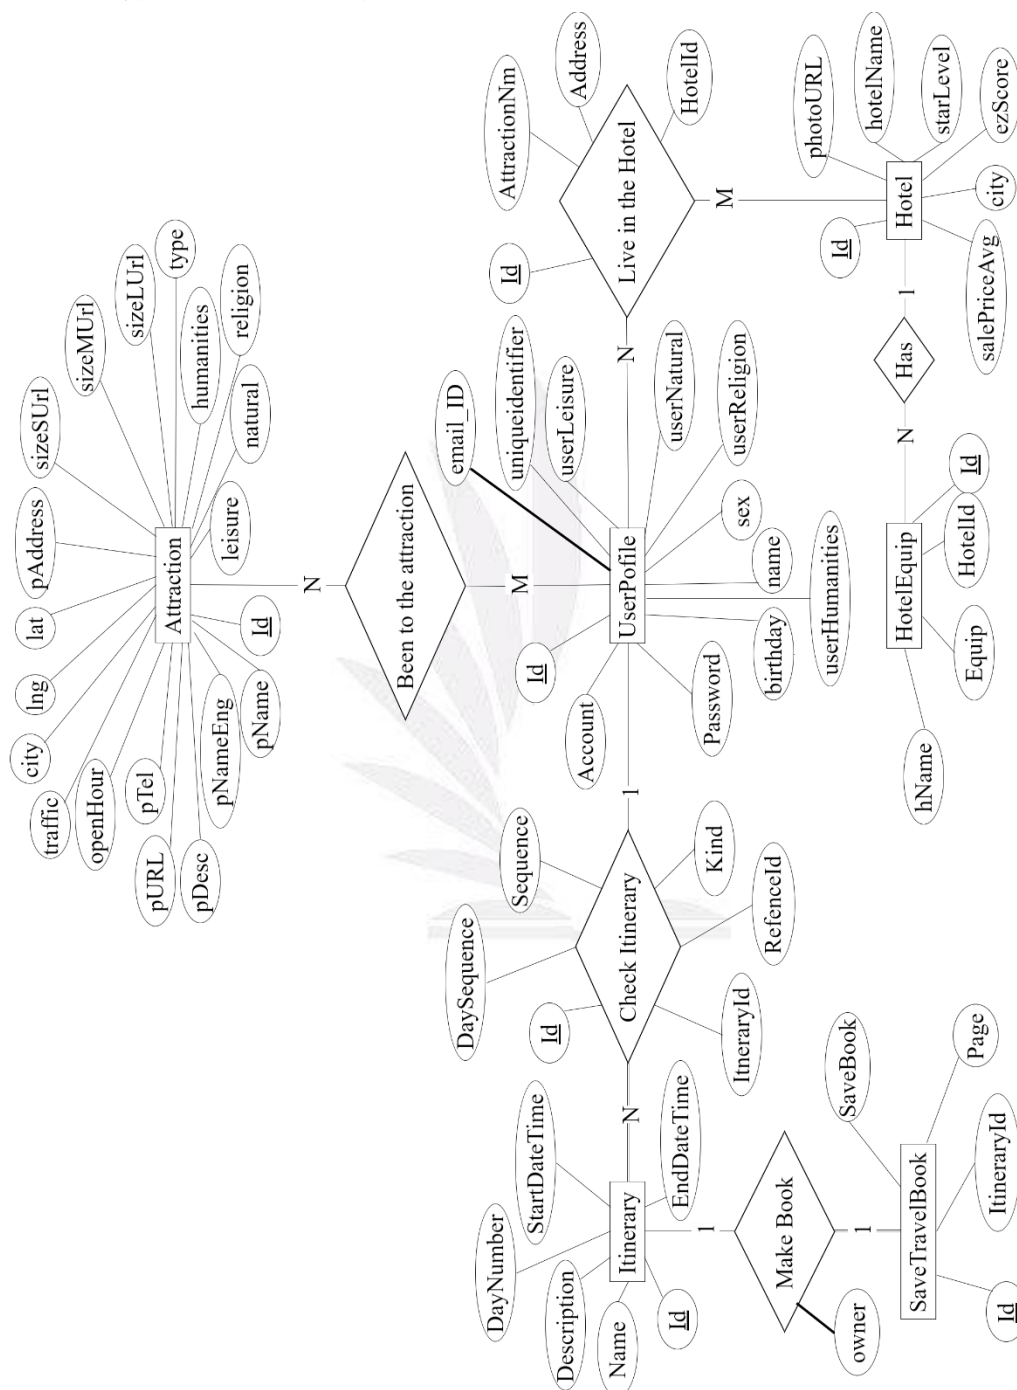 DayNumber
StartDateTime
Description
Name
Id
EndDateTime
Itinerary
N
DaySequence
Sequence
Id
Check Itinerary
Kind
RefenceId
ItneraryId
1
1
Make Book
owner
1
SaveBook
Page
SaveTravelBook
ItineraryId
Id
Id
email_ID
uniqueidentifier
userLeisure
userNatural
userReligion
sex
name
userHumanities
birthday
Password
Account
UserPofile
M
Been to the attraction
N
city
lng
lat
pAddress
sizeSUrl
sizeMUrl
sizeLUrl
type
humanities
religion
natural
leisure
Attraction
Id
pName
pNameEng
pDesc
pURL
pTel
openHour
traffic
N
Id
AttractionNm
Address
HotelId
Live in the Hotel
M
Id
photoURL
hotelName
starLevel
ezScore
city
salePriceAvg
Hotel
1
Has
N
HotelEquip
hName
Equip
HotelId
Id